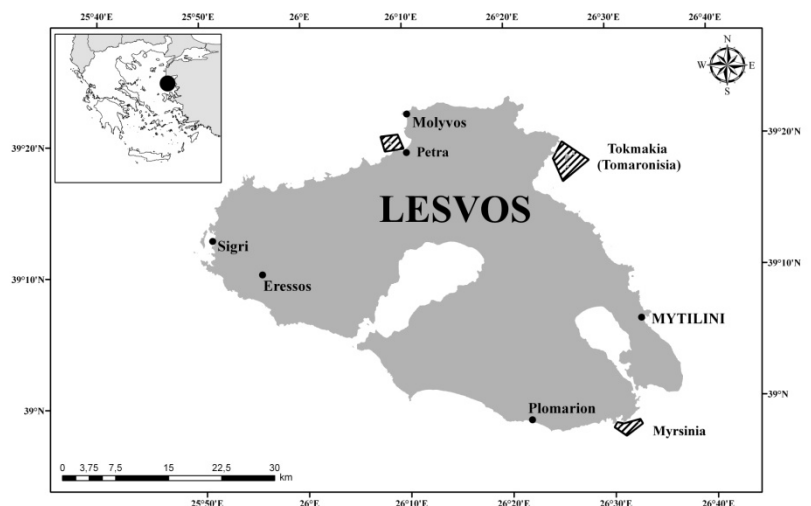 25°40'E 25°50'E 26°0'E 26°10'E 26°20'E 26°30'E 26°40'E
N
W E
S
Molyvos
39°20'N
39°20'N
Petra
Tokmakia
(Tomaronisia)
LESVOS
Sigri
39°10'N
39°10'N
Eressos
MYTILINI
39°N
39°N
Plomarion
Myrsinia
0 3,75 7,5 15 22,5 30
km
25°50'E 26°0'E 26°10'E 26°20'E 26°30'E 26°40'E